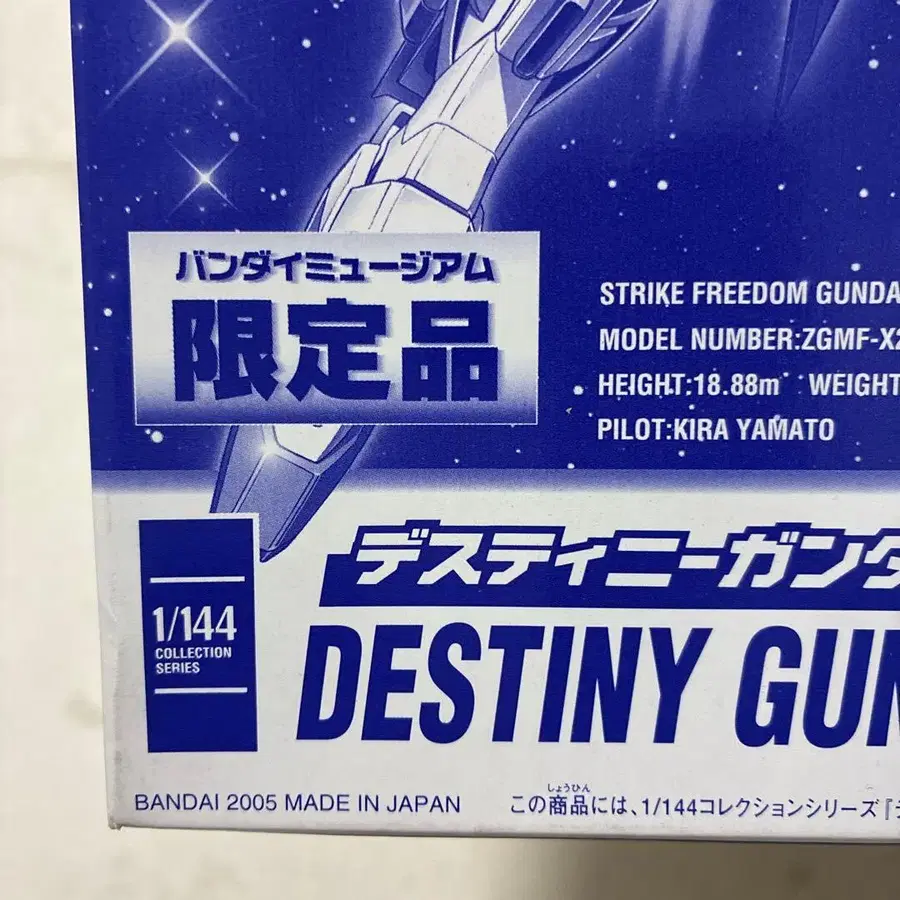 バンダイミュージアム
限定品
STRIKE FREEDOM GUNDA
MODEL NUMBER:ZGMF-X2
HEIGHT:18.88m WEIGHT
PILOT:KIRA YAMATO
デスティニーガンダ
1/144
COLLECTION
SERIES
DESTINY GUN
BANDAI 2005 MADE IN JAPAN
しょうひん
この商品には、1/144コレクションシリーズ『デ